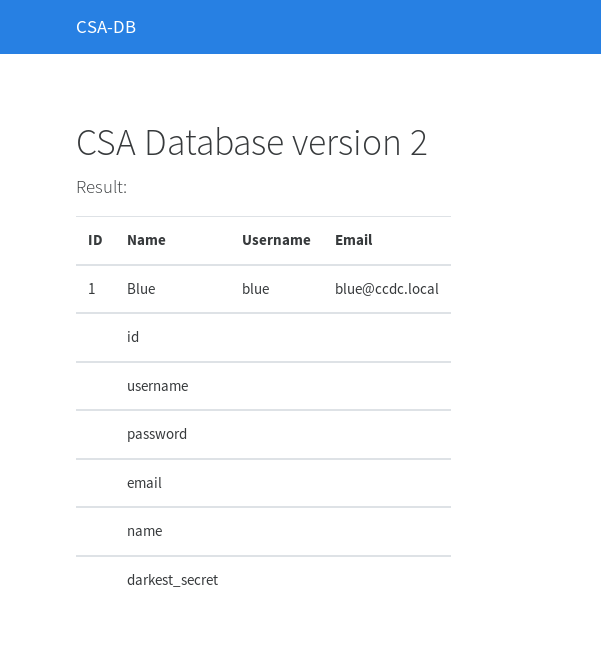 CSA-DB
CSA Database version 2
Result:
ID Name Username Email
1 Blue blue blue@ccdc.local
id
username
password
email
name
darkest_secret